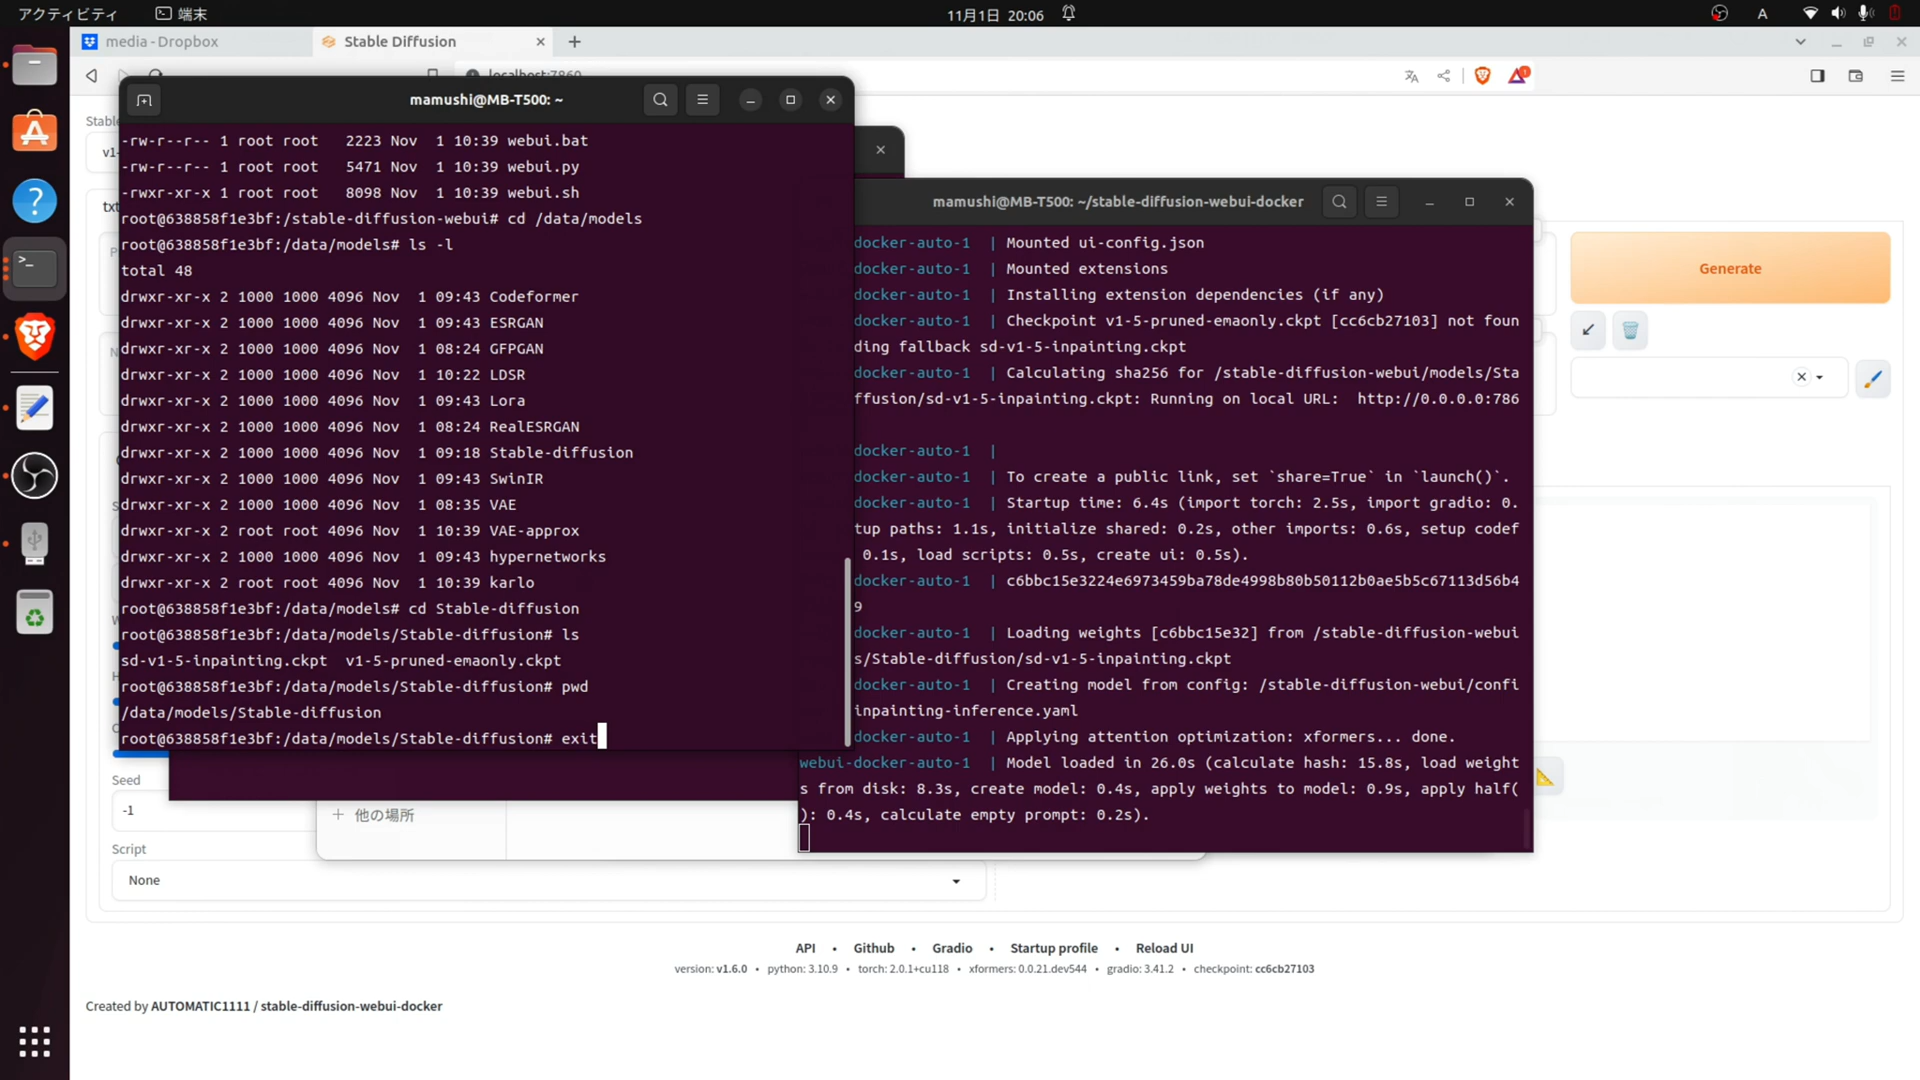 アクティビティ
端末
11月1日 20:06
A
media - Dropbox
Stable Diffusion
localhost:7860
mamushi@MB-T500: ~
-rw-r--r-- 1 root root   2223 Nov  1 10:39 webui.bat
-rw-r--r-- 1 root root   5471 Nov  1 10:39 webui.py
-rwxr-xr-x 1 root root   8098 Nov  1 10:39 webui.sh
root@638858f1e3bf:/stable-diffusion-webui# cd /data/models
root@638858f1e3bf:/data/models# ls -l
total 48
drwxr-xr-x 2 1000 1000 4096 Nov  1 09:43 Codeformer
drwxr-xr-x 2 1000 1000 4096 Nov  1 09:43 ESRGAN
drwxr-xr-x 2 1000 1000 4096 Nov  1 08:24 GFPGAN
drwxr-xr-x 2 1000 1000 4096 Nov  1 10:22 LDSR
drwxr-xr-x 2 1000 1000 4096 Nov  1 09:43 Lora
drwxr-xr-x 2 1000 1000 4096 Nov  1 08:24 RealESRGAN
drwxr-xr-x 2 1000 1000 4096 Nov  1 09:18 Stable-diffusion
drwxr-xr-x 2 1000 1000 4096 Nov  1 09:43 SwinIR
drwxr-xr-x 2 1000 1000 4096 Nov  1 08:35 VAE
drwxr-xr-x 2 root root 4096 Nov  1 10:39 VAE-approx
drwxr-xr-x 2 1000 1000 4096 Nov  1 09:43 hypernetworks
drwxr-xr-x 2 root root 4096 Nov  1 10:39 karlo
root@638858f1e3bf:/data/models# cd Stable-diffusion
root@638858f1e3bf:/data/models/Stable-diffusion# ls
sd-v1-5-inpainting.ckpt  v1-5-pruned-emaonly.ckpt
root@638858f1e3bf:/data/models/Stable-diffusion# pwd
/data/models/Stable-diffusion
root@638858f1e3bf:/data/models/Stable-diffusion# exit
mamushi@MB-T500: ~/stable-diffusion-webui-docker
docker-auto-1  | Mounted ui-config.json
docker-auto-1  | Mounted extensions
docker-auto-1  | Installing extension dependencies (if any)
docker-auto-1  | Checkpoint v1-5-pruned-emaonly.ckpt [cc6cb27103] not foun
ding fallback sd-v1-5-inpainting.ckpt
docker-auto-1  | Calculating sha256 for /stable-diffusion-webui/models/Sta
ffusion/sd-v1-5-inpainting.ckpt: Running on local URL:  http://0.0.0.0:786
docker-auto-1  |
docker-auto-1  | To create a public link, set `share=True` in `launch()`.
docker-auto-1  | Startup time: 6.4s (import torch: 2.5s, import gradio: 0.
tup paths: 1.1s, initialize shared: 0.2s, other imports: 0.6s, setup codef
0.1s, load scripts: 0.5s, create ui: 0.5s).
docker-auto-1  | c6bbc15e3224e6973459ba78de4998b80b50112b0ae5b5c67113d56b4
9
docker-auto-1  | Loading weights [c6bbc15e32] from /stable-diffusion-webui
s/Stable-diffusion/sd-v1-5-inpainting.ckpt
docker-auto-1  | Creating model from config: /stable-diffusion-webui/confi
inpainting-inference.yaml
docker-auto-1  | Applying attention optimization: xformers... done.
webui-docker-auto-1  | Model loaded in 26.0s (calculate hash: 15.8s, load weight
s from disk: 8.3s, create model: 0.4s, apply weights to model: 0.9s, apply half(
): 0.4s, calculate empty prompt: 0.2s).
Stable
v1-
txt
Generate
Seed
-1
+ 他の場所
Script
None
API • Github • Gradio • Startup profile • Reload UI
version: v1.6.0 • python: 3.10.9 • torch: 2.0.1+cu118 • xformers: 0.0.21.dev544 • gradio: 3.41.2 • checkpoint: cc6cb27103
Created by AUTOMATIC1111 / stable-diffusion-webui-docker